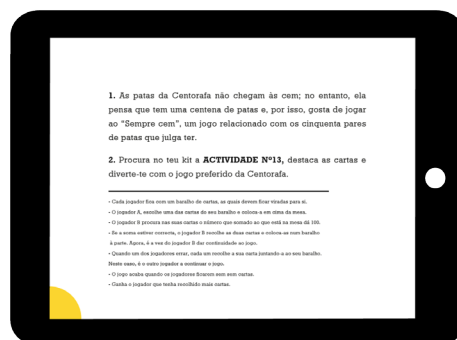 1. As patas da Centorafa não chegam às cem; no entanto, ela
pensa que tem uma centena de patas e, por isso, gosta de jogar
ao "Sempre cem", um jogo relacionado com os cinquenta pares
de patas que julga ter.
2. Procura no teu kit a ACTIVIDADE Nº13, destaca as cartas e
diverte-te com o jogo preferido da Centorafa.
• Cada jogador fica com um baralho de cartas, as quais devem ficar viradas para si.
• O jogador A, escolhe uma das cartas do seu baralho e coloca-a em cima da mesa.
• O jogador B procura nas suas cartas o número que somado ao que está na mesa dá 100.
• Se a soma estiver correcta, o jogador B recolhe as duas cartas e coloca-as num baralho
à parte. Agora, é a vez do jogador B dar continuidade ao jogo.
• Quando um dos jogadores errar, cada um recolhe a sua carta juntando-a ao seu baralho.
Neste caso, é o outro jogador a continuar o jogo.
• O jogo acaba quando os jogadores ficarem sem sem cartas.
• Ganha o jogador que tenha recolhido mais cartas.